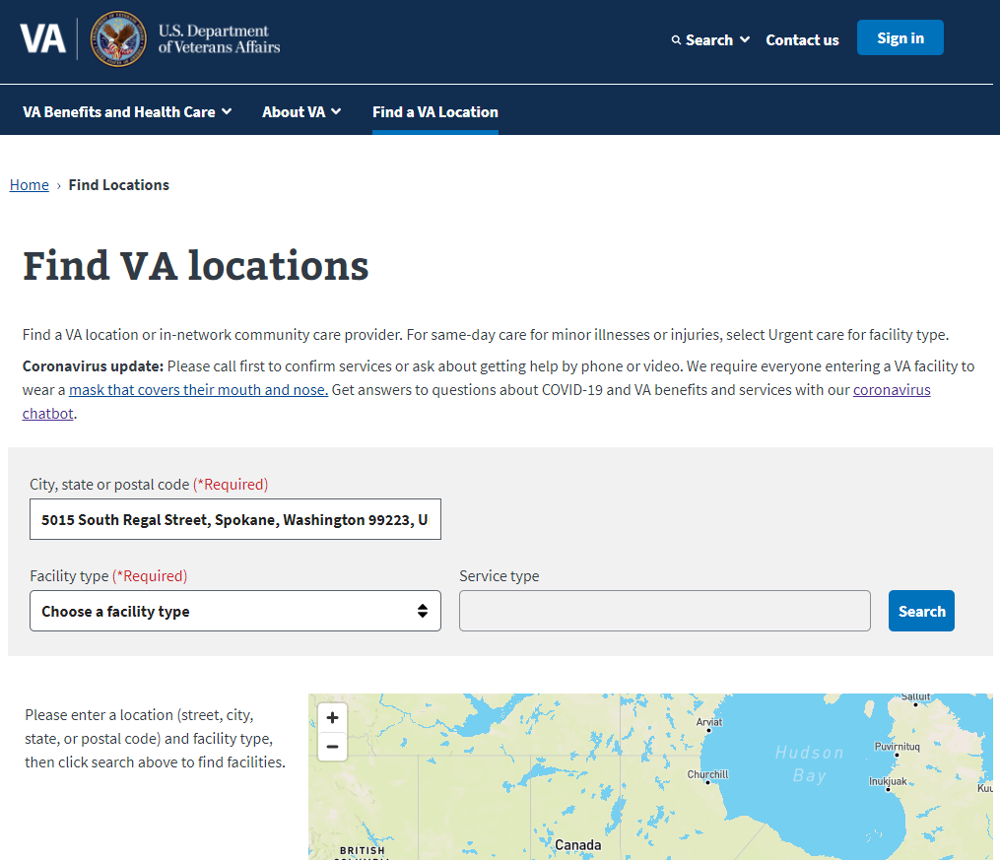 VA
U.S. Department
of Veterans Affairs
Search
Contact us
Sign in
VA Benefits and Health Care
About VA
Find a VA Location
Home › Find Locations
Find VA locations
Find a VA location or in-network community care provider. For same-day care for minor illnesses or injuries, select Urgent care for facility type.
Coronavirus update: Please call first to confirm services or ask about getting help by phone or video. We require everyone entering a VA facility to
wear a mask that covers their mouth and nose. Get answers to questions about COVID-19 and VA benefits and services with our coronavirus
chatbot.
City, state or postal code (*Required)
5015 South Regal Street, Spokane, Washington 99223, U
Facility type (*Required)
Service type
Choose a facility type
Search
Please enter a location (street, city,
state, or postal code) and facility type,
then click search above to find facilities.
+
−
Salluit
Arviat
Hudson
Bay
Puvirnituq
Churchill
Inukjuak
Kuu
Canada
BRITISH
COLUMBIA